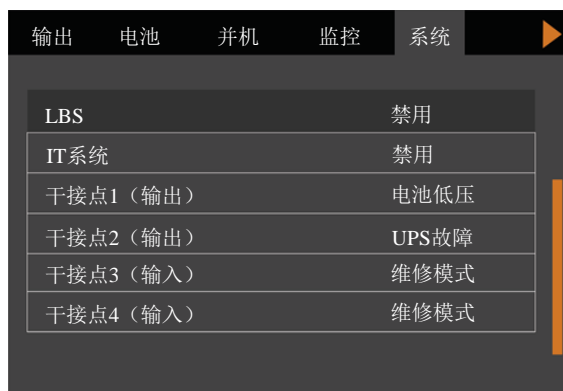 输出 电池 并机 监控 系统
LBS 禁用
IT系统 禁用
干接点1（输出） 电池低压
干接点2（输出） UPS故障
干接点3（输入） 维修模式
干接点4（输入） 维修模式